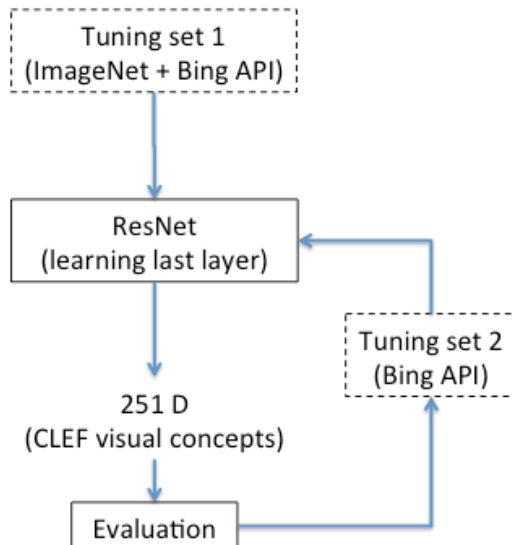 Tuning set 1
(ImageNet + Bing API)
ResNet
(learning last layer)
Tuning set 2
(Bing API)
251 D
(CLEF visual concepts)
Evaluation